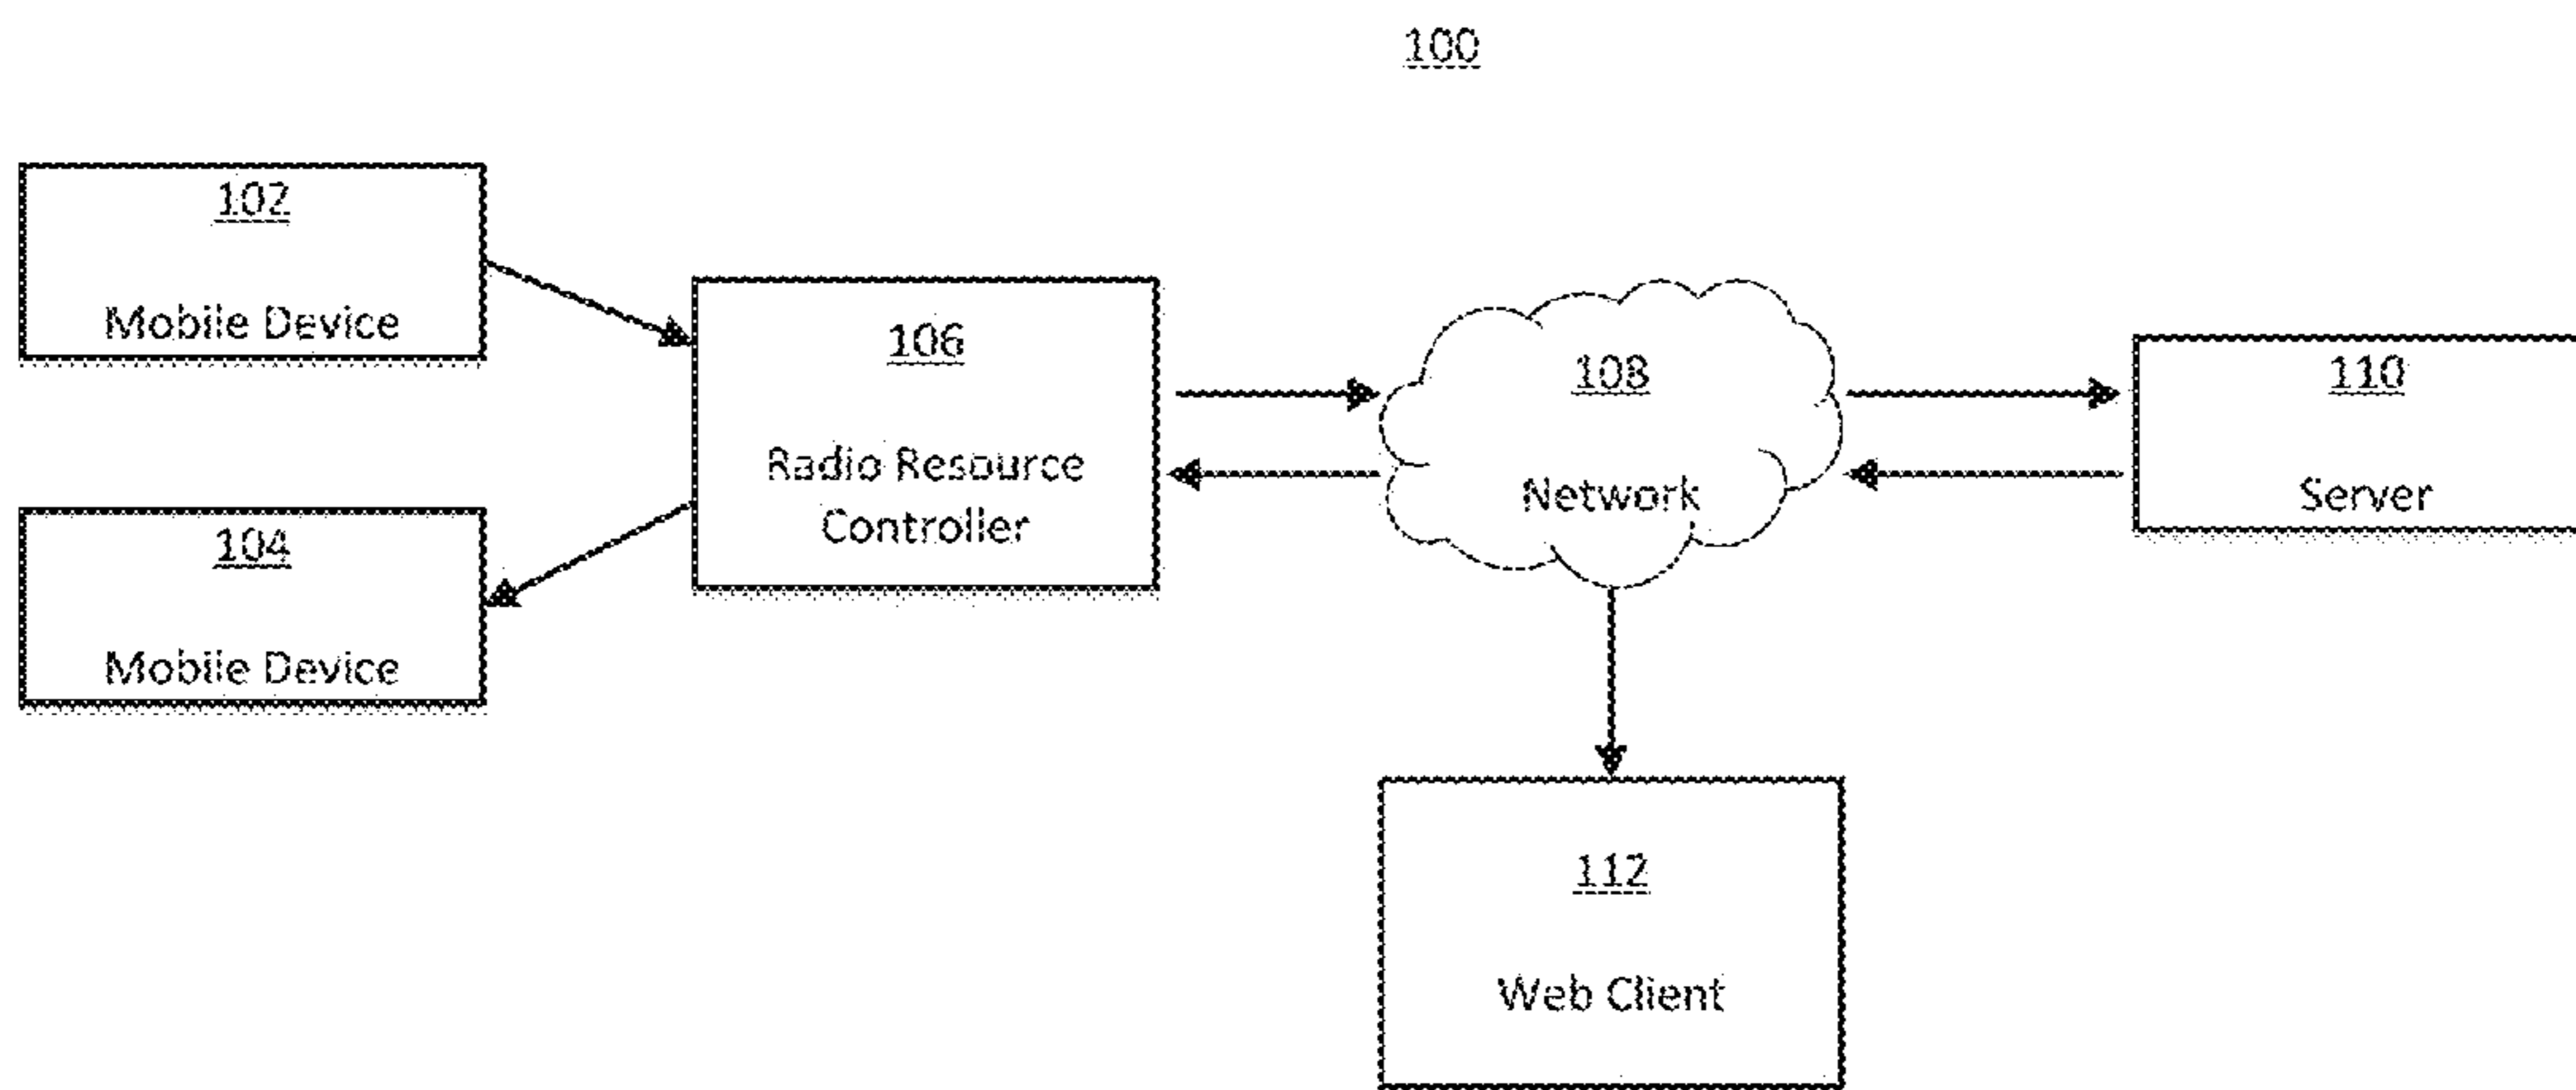 100
102
Mobile Device
104
Mobile Device
106
Radio Resource
Controller
108
Network
110
Server
112
Web Client